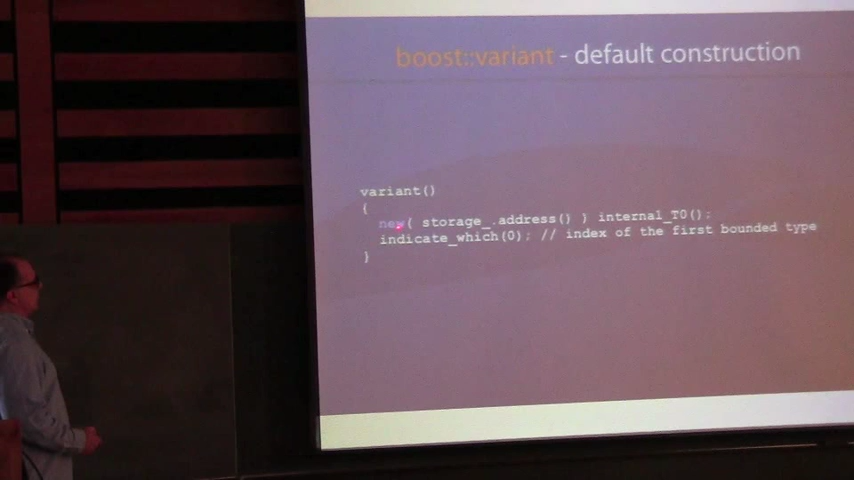 boost::variant - default construction
variant()
{
new( storage_.address() ) internal_T0();
indicate_which(0); // index of the first bounded type
}